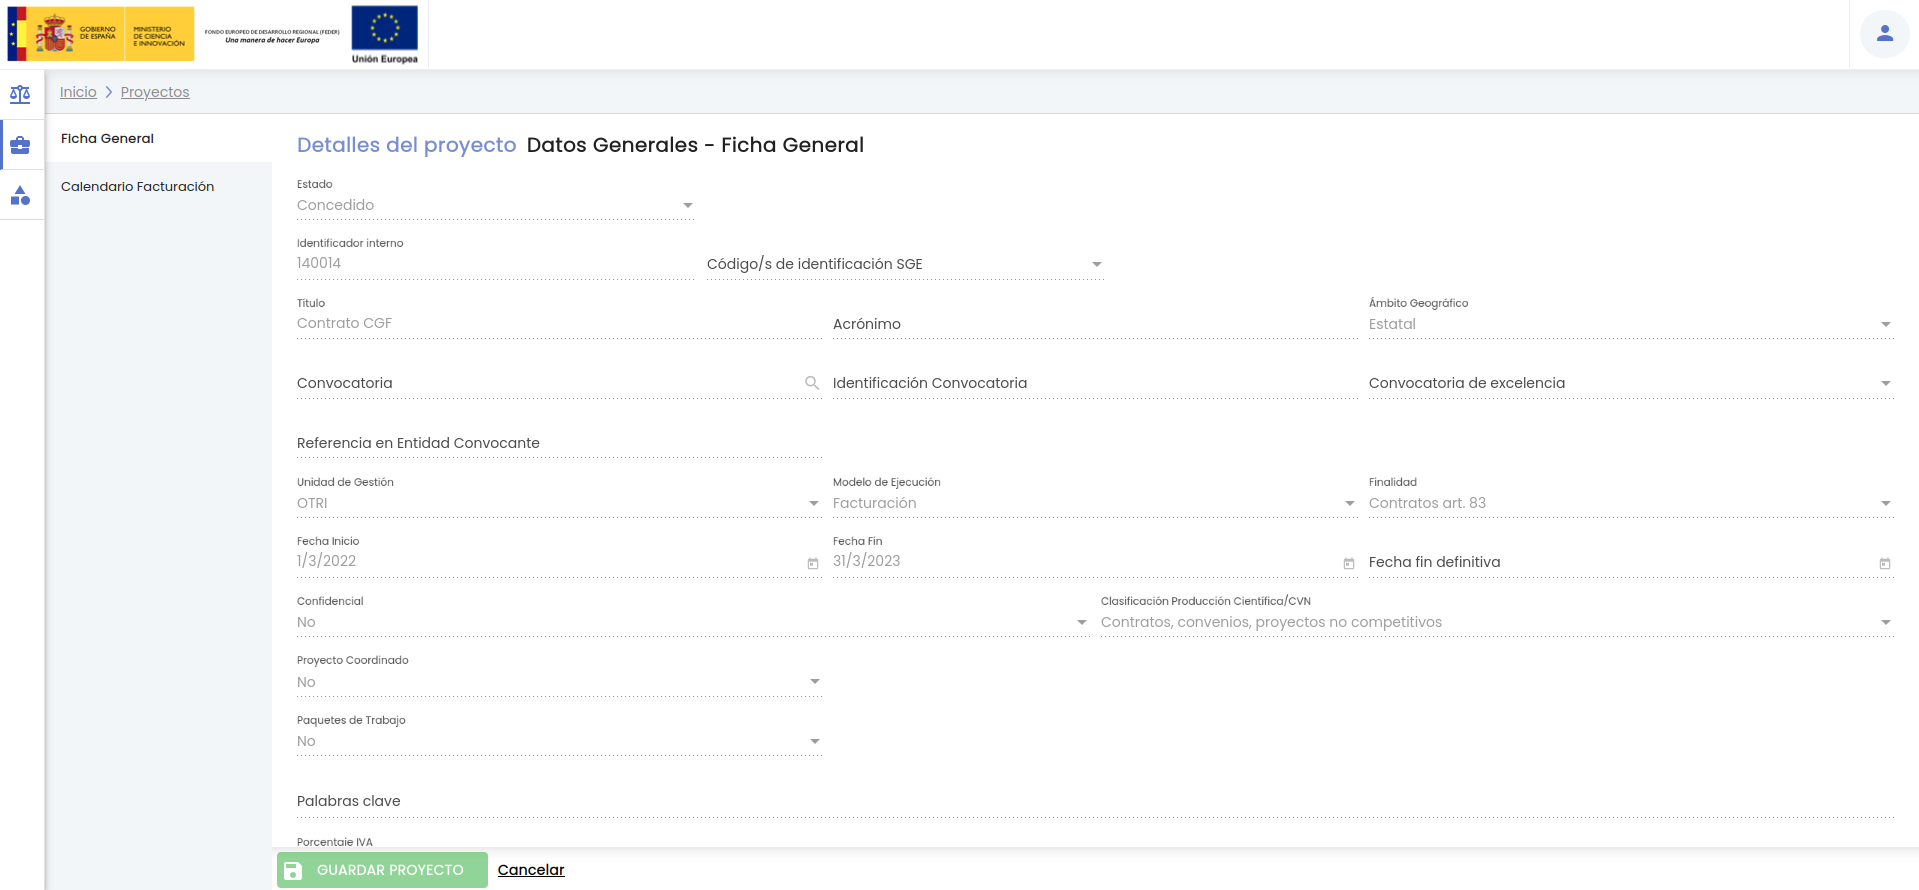 GOBIERNO
DE ESPAÑA
MINISTERIO
DE CIENCIA
E INNOVACIÓN
FONDO EUROPEO DE DESARROLLO REGIONAL (FEDER)
Una manera de hacer Europa
Unión Europea
Inicio
Proyectos
Ficha General
Calendario Facturación
Detalles del proyecto Datos Generales - Ficha General
Estado
Concedido
Identificador interno
140014
Código/s de identificación SGE
Título
Contrato CGF
Acrónimo
Ámbito Geográfico
Estatal
Convocatoria
Identificación Convocatoria
Convocatoria de excelencia
Referencia en Entidad Convocante
Unidad de Gestión
OTRI
Modelo de Ejecución
Facturación
Finalidad
Contratos art. 83
Fecha Inicio
1/3/2022
Fecha Fin
31/3/2023
Fecha fin definitiva
Confidencial
No
Clasificación Producción Científica/CVN
Contratos, convenios, proyectos no competitivos
Proyecto Coordinado
No
Paquetes de Trabajo
No
Palabras clave
Porcentaje IVA
GUARDAR PROYECTO
Cancelar